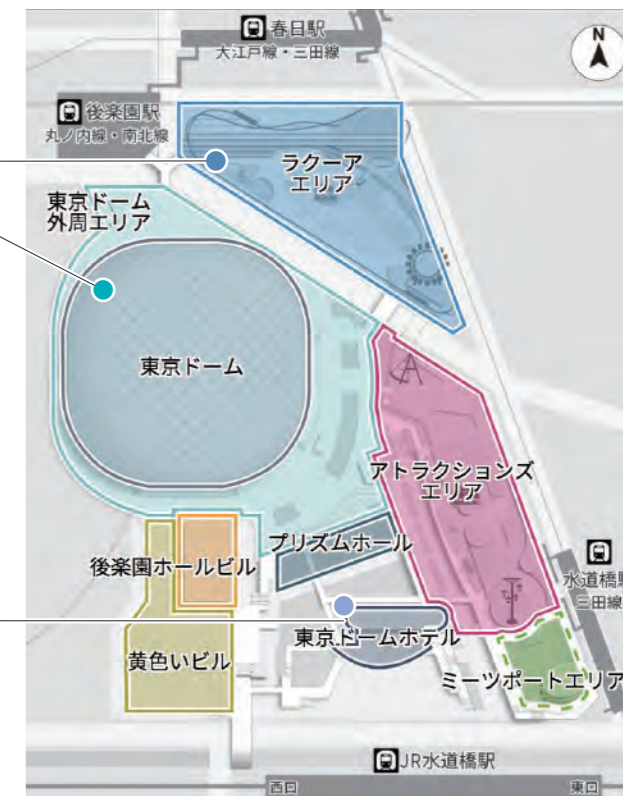 春日駅
大江戸線・三田線
N
後楽園駅
丸ノ内線・南北線
ラクーア
エリア
東京ドーム
外周エリア
東京ドーム
アトラクションズ
エリア
プリズムホール
後楽園ホールビル
水道橋駅
三田線
東京ドームホテル
黄色いビル
ミーツポートエリア
JR水道橋駅
西口
東口